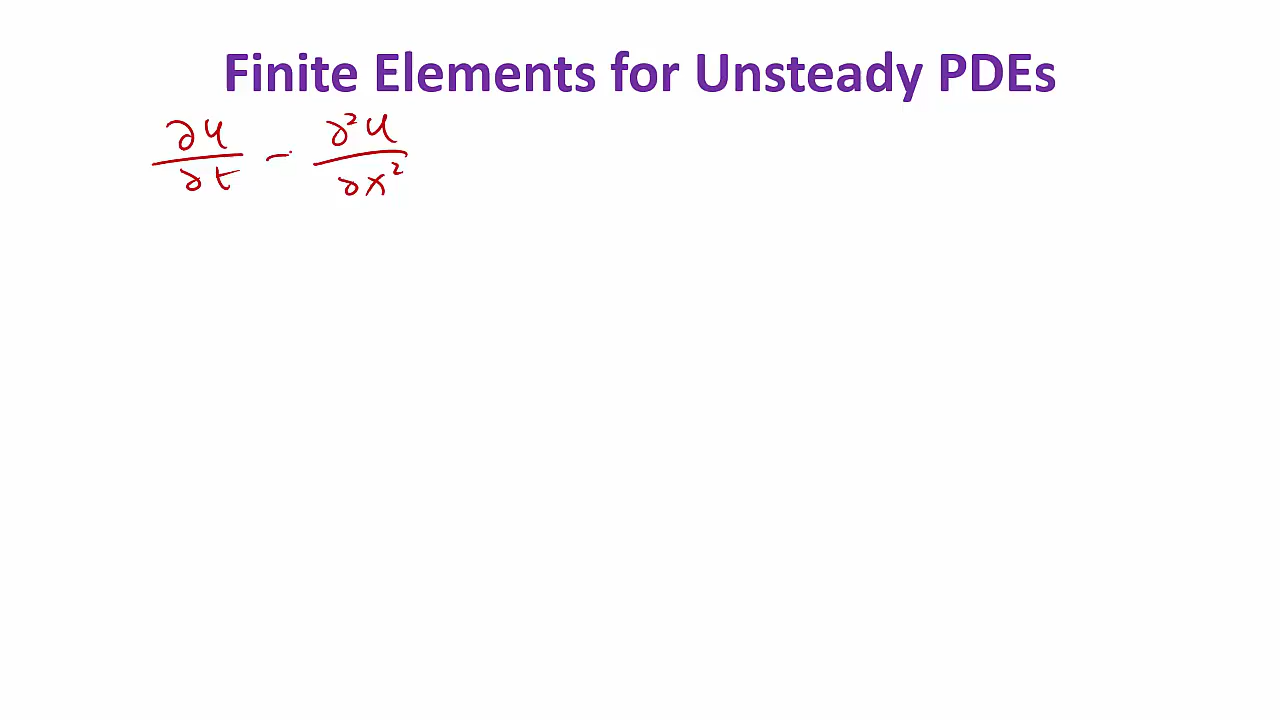 Finite Elements for Unsteady PDEs
∂u/∂t − ∂²u/∂x²